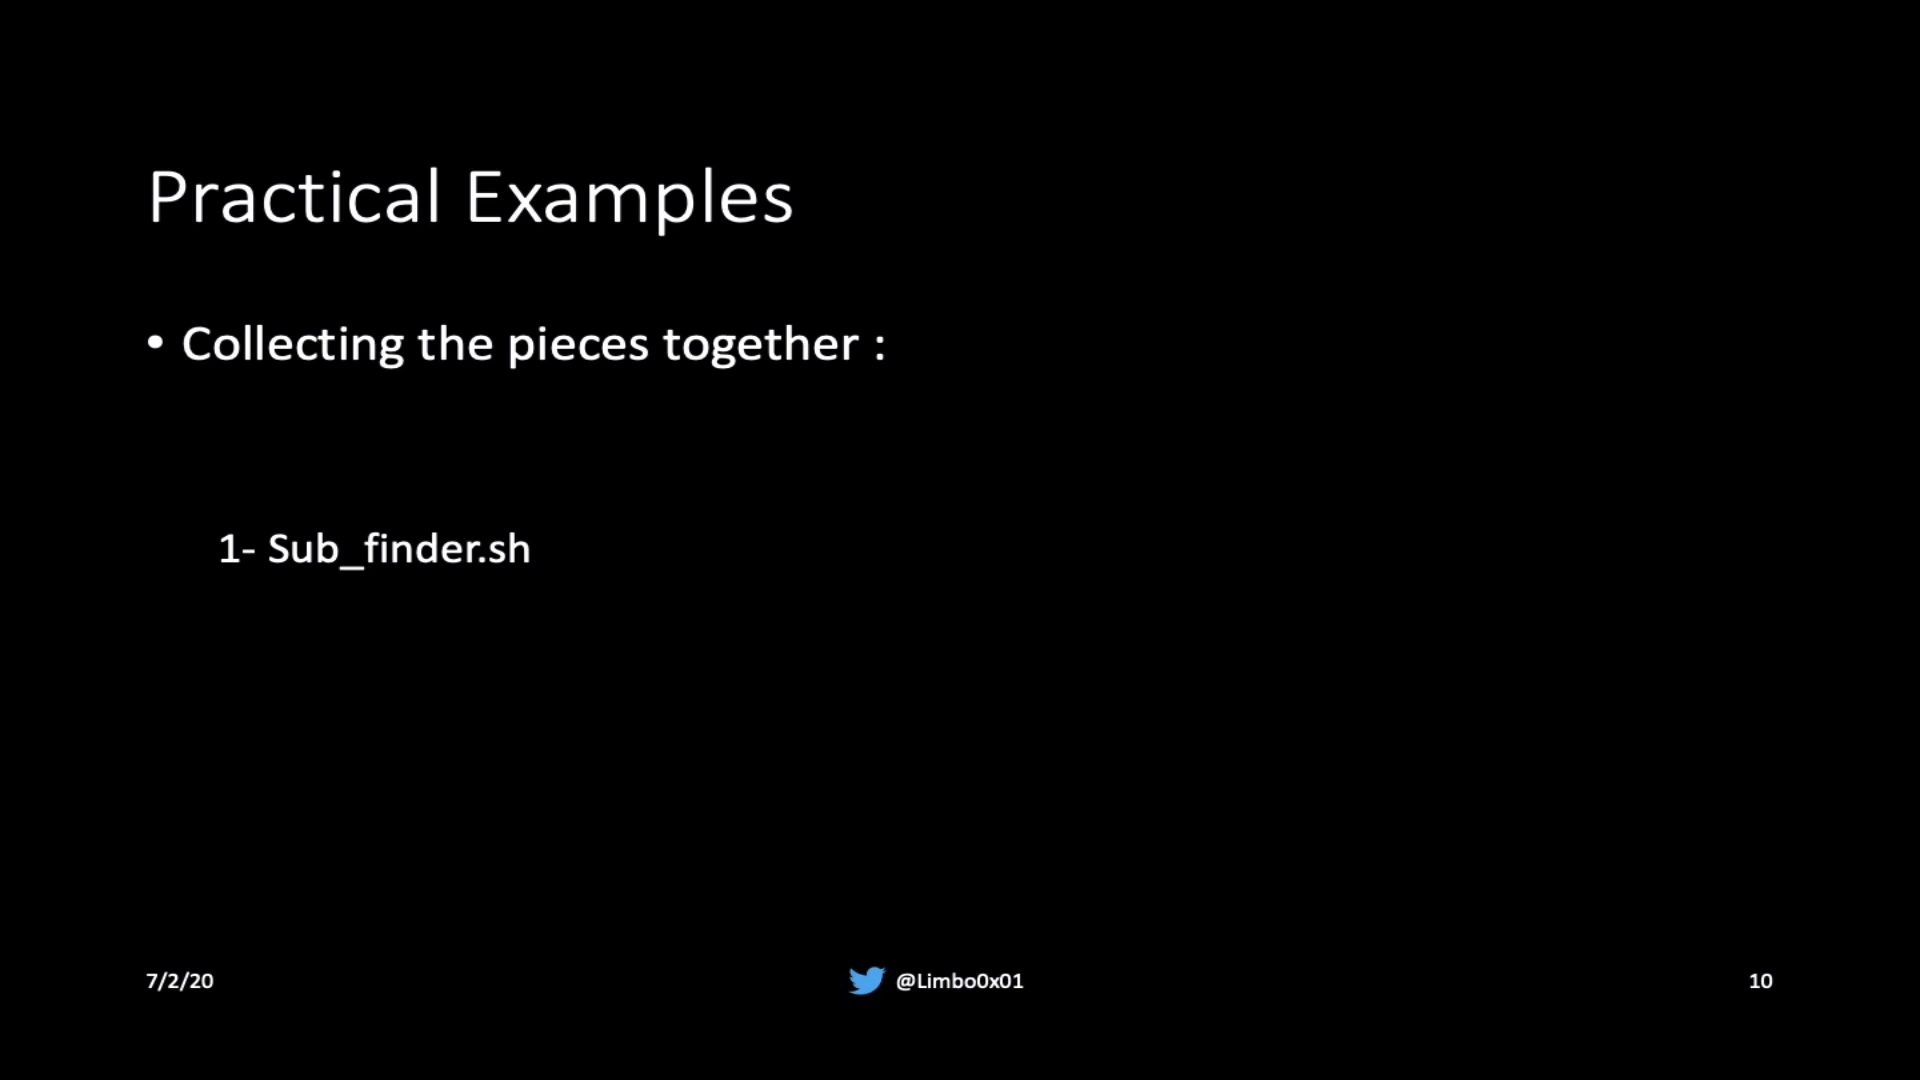 Practical Examples
• Collecting the pieces together :
1- Sub_finder.sh
7/2/20
@Limbo0x01
10